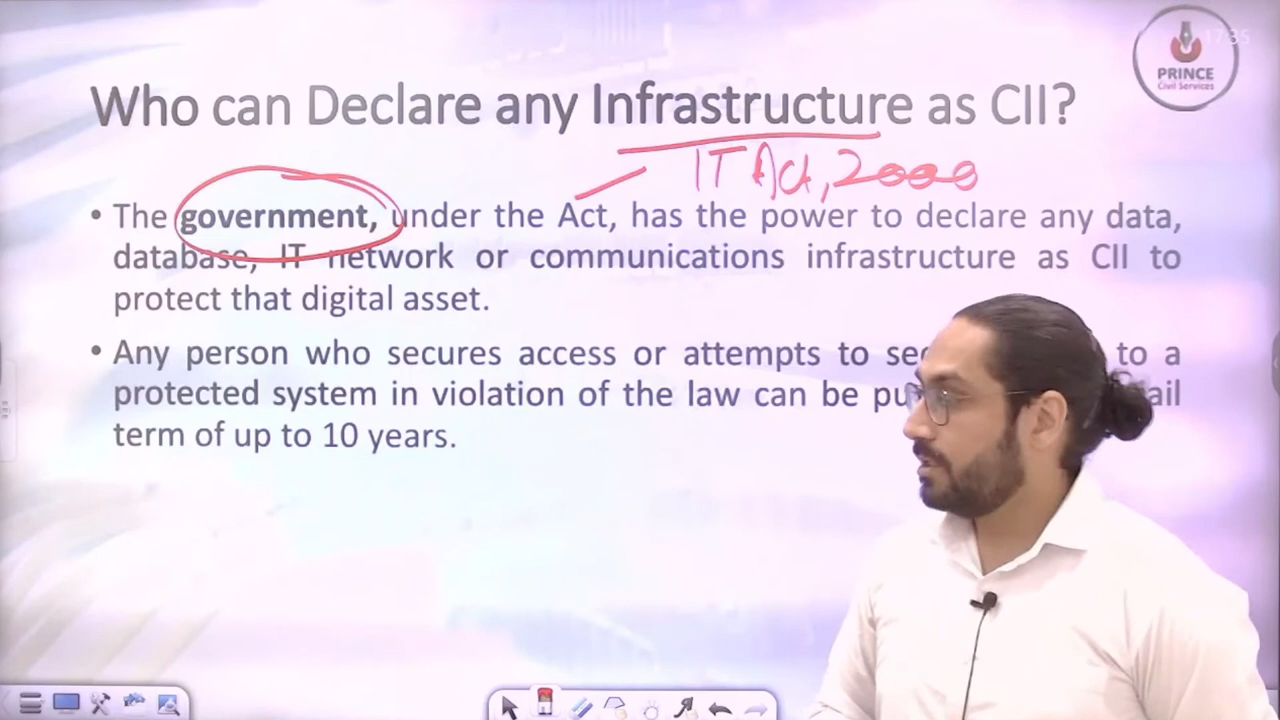 17:35
PRINCE
Civil Services
Who can Declare any Infrastructure as CII?
IT Act, 2000
• The government, under the Act, has the power to declare any data,
database, IT network or communications infrastructure as CII to
protect that digital asset.
• Any person who secures access or attempts to to a
protected system in violation of the law can be
term of up to 10 years.